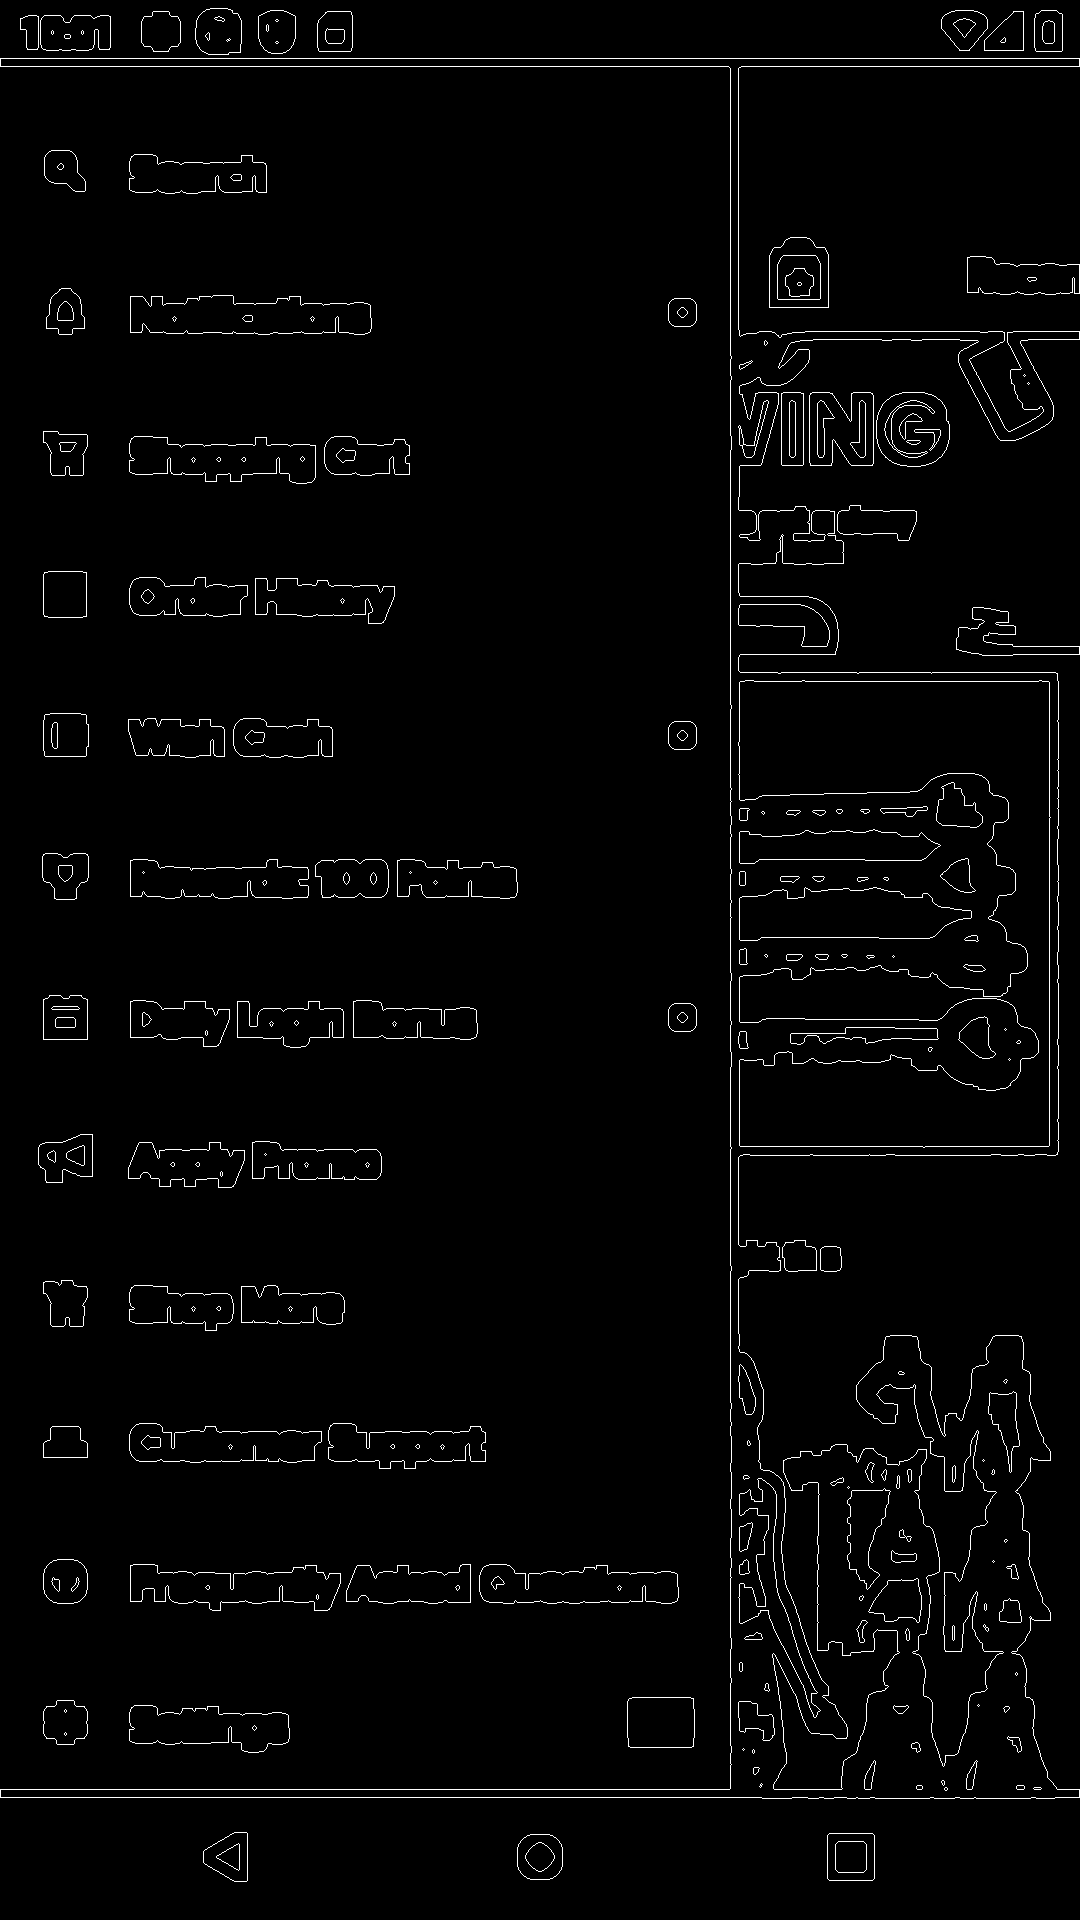 Search
Notifications
Shopping Cart
Order History
Wish Cash
Rewards: 100 Points
Daily Login Bonus
Apply Promo
Shop More
Customer Support
Frequently Asked Questions
Settings
VING